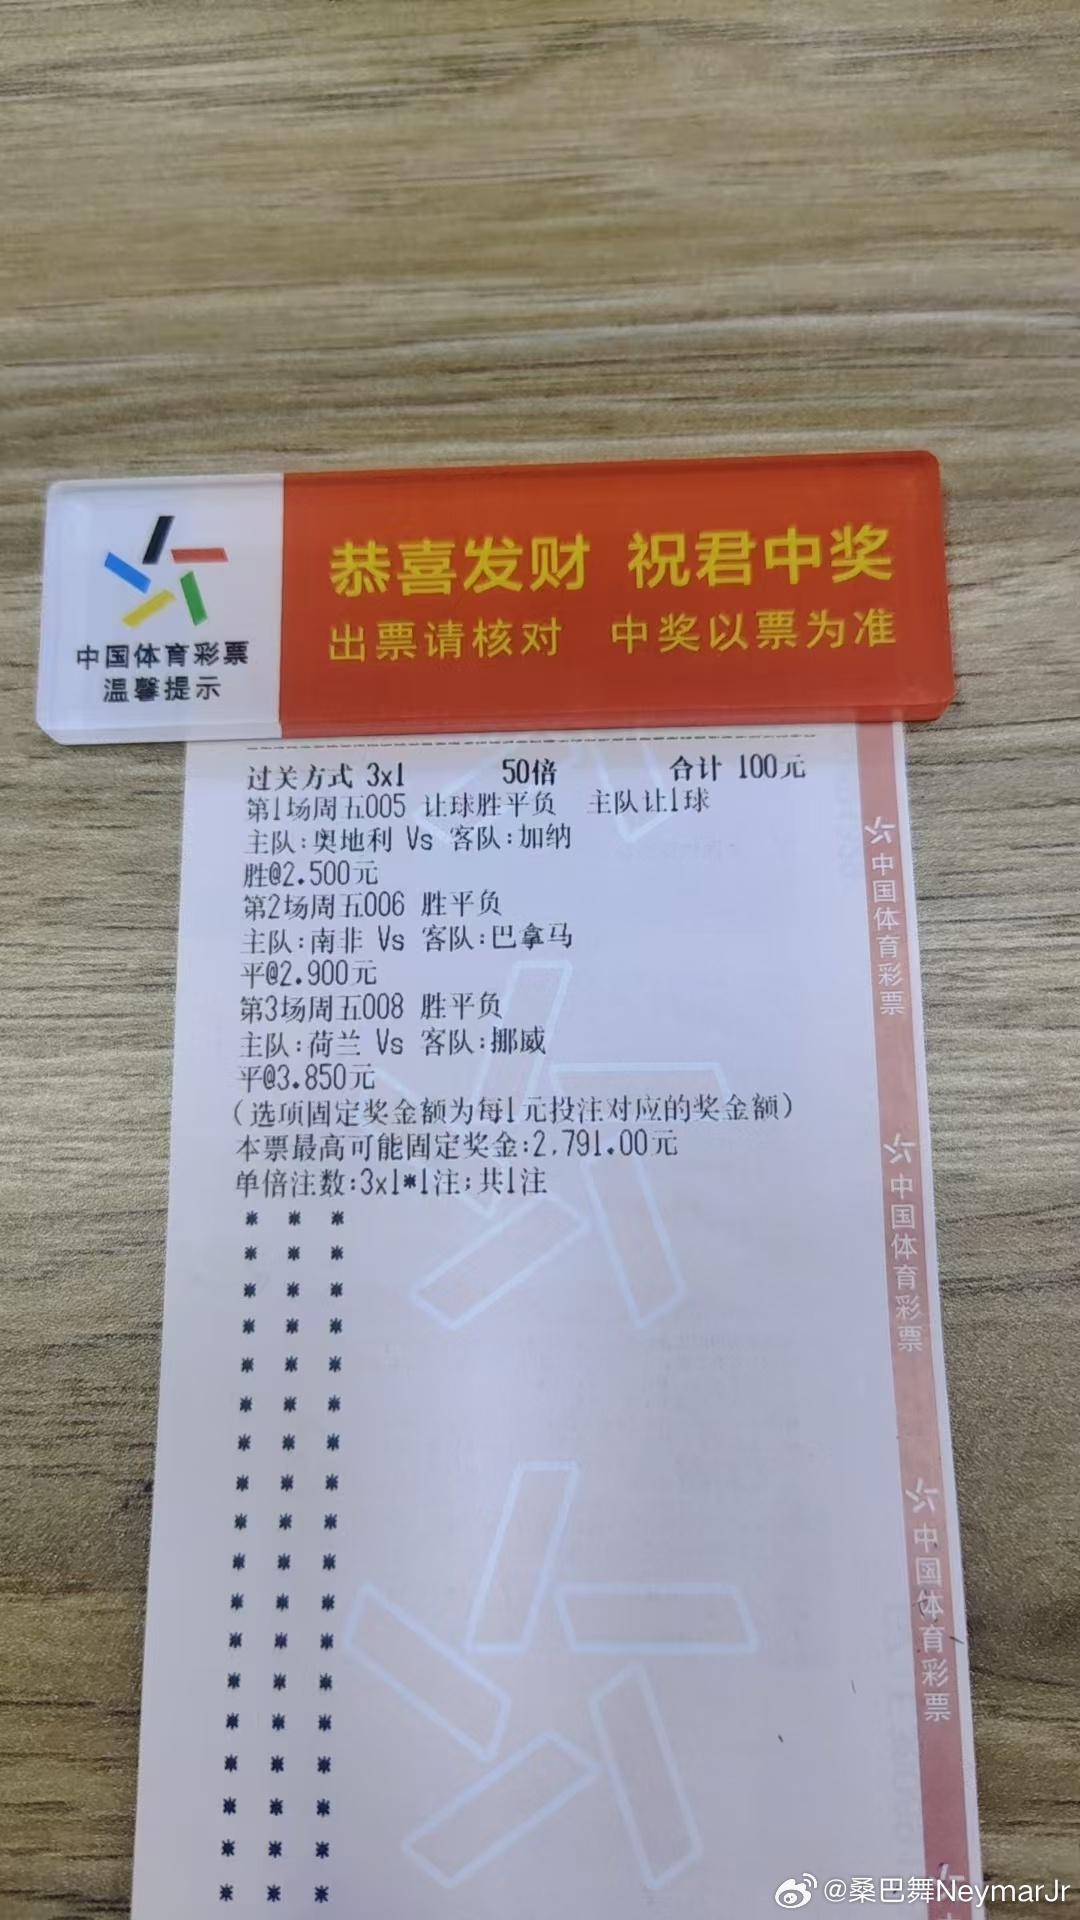 恭喜发财 祝君中奖
出票请核对 中奖以票为准
中国体育彩票
温馨提示
过关方式 3x1 50倍 合计 100元
第1场周五005 让球胜平负 主队让1球
主队:奥地利 Vs 客队:加纳
胜@2.500元
第2场周五006 胜平负
主队:南非 Vs 客队:巴拿马
平@2.900元
第3场周五008 胜平负
主队:荷兰 Vs 客队:挪威
平@3.850元
(选项固定奖金额为每1元投注对应的奖金额)
本票最高可能固定奖金:2,791.00元
单倍注数:3x1*1注;共1注
中国体育彩票
中国体育彩票
中国体育彩票
@桑巴舞NeymarJr